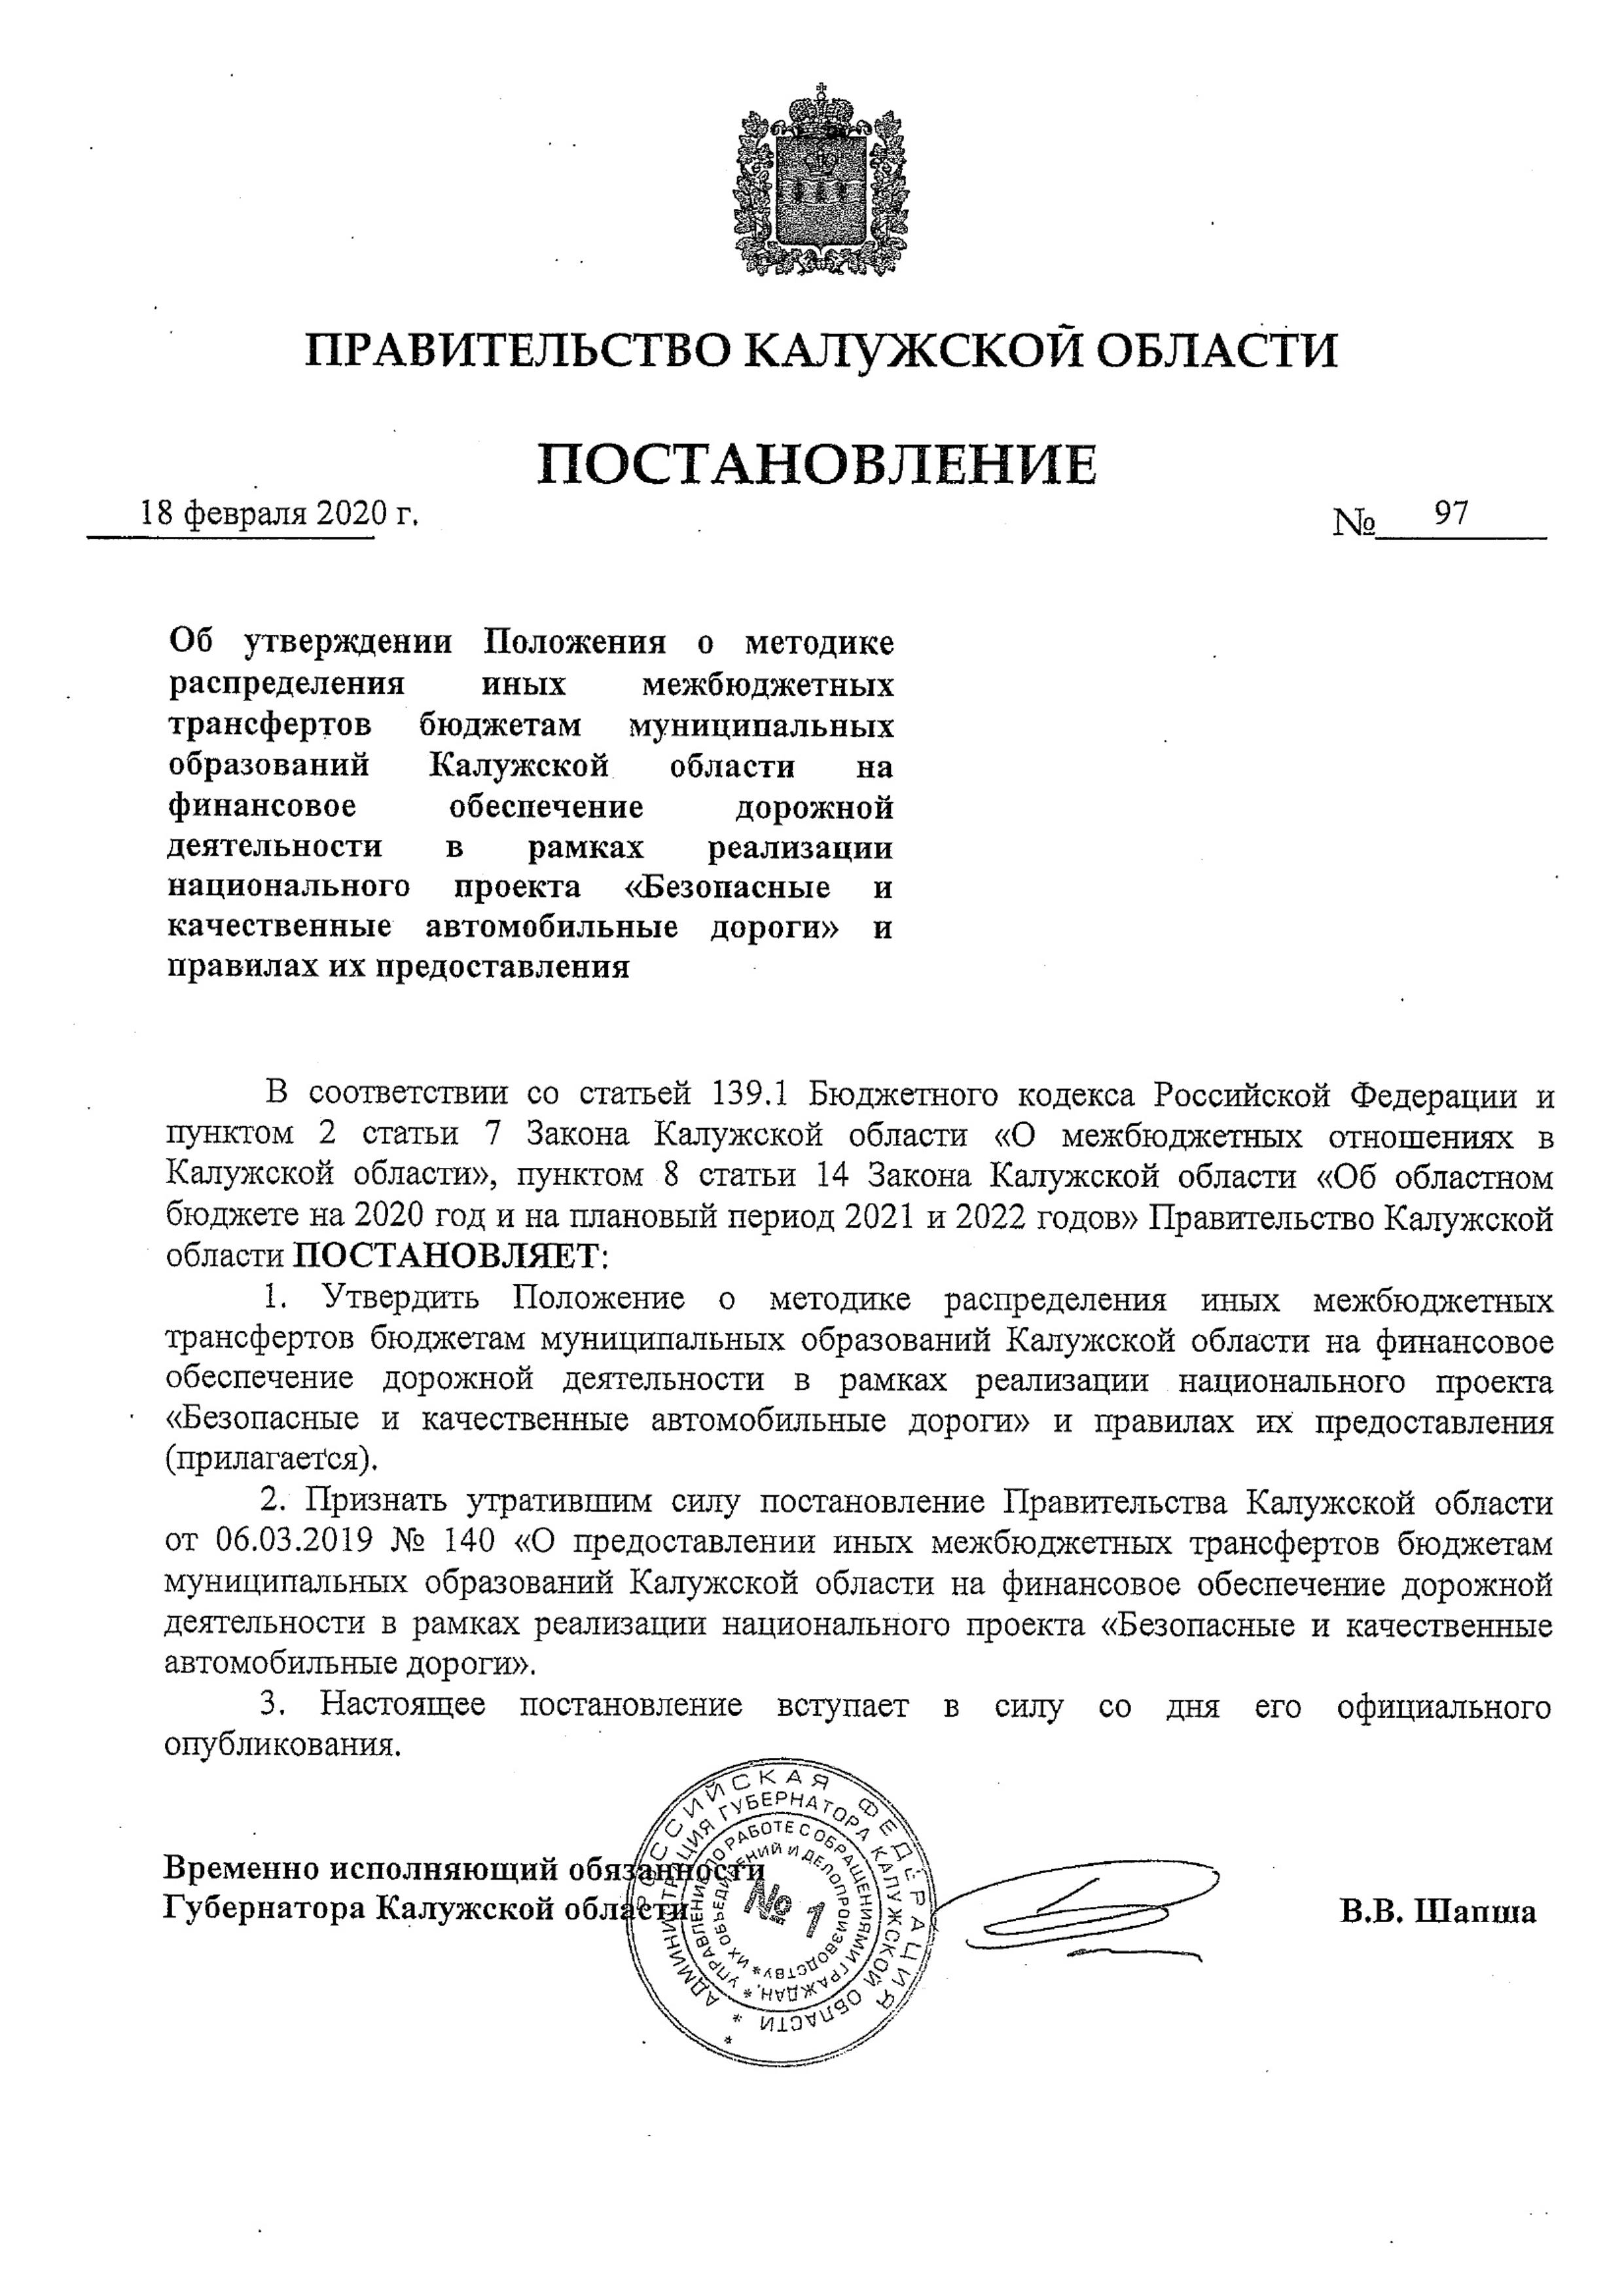 ПРАВИТЕЛЬСТВО КАЛУЖСКОЙ ОБЛАСТИ
ПОСТАНОВЛЕНИЕ
18 февраля 2020 г.
№ 97
Об утверждении Положения о методике
распределения иных межбюджетных
трансфертов бюджетам муниципальных
образований Калужской области на
финансовое обеспечение дорожной
деятельности в рамках реализации
национального проекта «Безопасные и
качественные автомобильные дороги» и
правилах их предоставления
В соответствии со статьей 139.1 Бюджетного кодекса Российской Федерации и
пунктом 2 статьи 7 Закона Калужской области «О межбюджетных отношениях в
Калужской области», пунктом 8 статьи 14 Закона Калужской области «Об областном
бюджете на 2020 год и на плановый период 2021 и 2022 годов» Правительство Калужской
области ПОСТАНОВЛЯЕТ:
1. Утвердить Положение о методике распределения иных межбюджетных
трансфертов бюджетам муниципальных образований Калужской области на финансовое
обеспечение дорожной деятельности в рамках реализации национального проекта
«Безопасные и качественные автомобильные дороги» и правилах их предоставления
(прилагается).
2. Признать утратившим силу постановление Правительства Калужской области
от 06.03.2019 № 140 «О предоставлении иных межбюджетных трансфертов бюджетам
муниципальных образований Калужской области на финансовое обеспечение дорожной
деятельности в рамках реализации национального проекта «Безопасные и качественные
автомобильные дороги».
3. Настоящее постановление вступает в силу со дня его официального
опубликования.
Временно исполняющий обязанности
Губернатора Калужской области
В.В. Шапша
РОССИЙСКАЯ ФЕДЕРАЦИЯ *
АДМИНИСТРАЦИЯ ГУБЕРНАТОРА КАЛУЖСКОЙ ОБЛАСТИ *
УПРАВЛЕНИЕ ПО РАБОТЕ С ОБРАЩЕНИЯМИ ГРАЖДАН, *
ИХ ОБЪЕДИНЕНИЙ И ДЕЛОПРОИЗВОДСТВУ *
№ 1